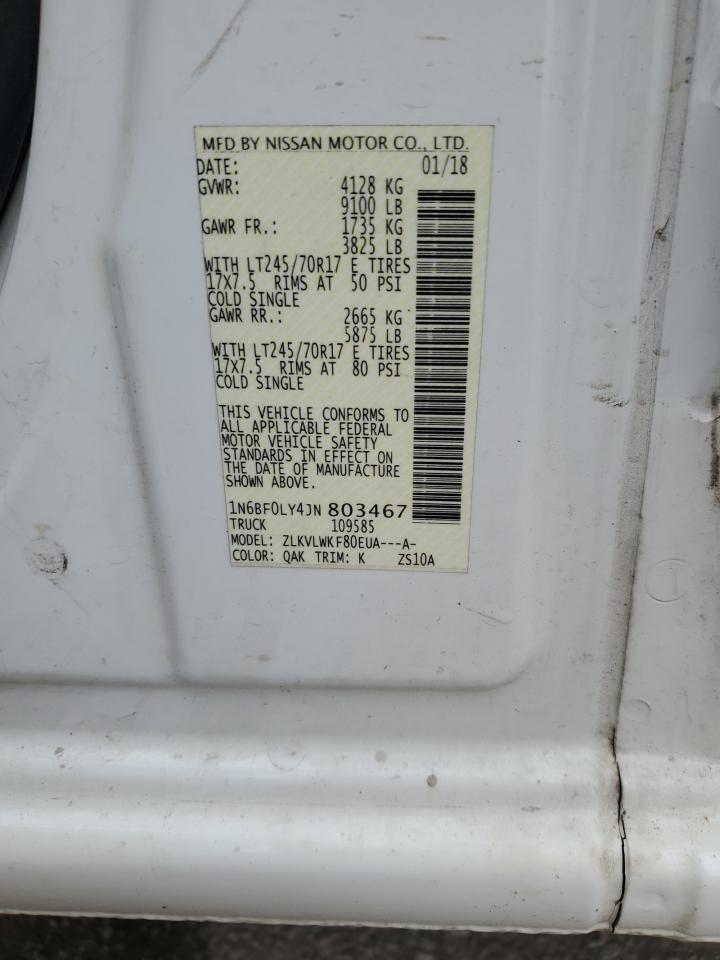 MFD BY NISSAN MOTOR CO., LTD.
DATE: 01/18
GVWR: 4128 KG
9100 LB
GAWR FR.: 1735 KG
3825 LB
WITH LT245/70R17 E TIRES
17X7.5 RIMS AT 50 PSI
COLD SINGLE
GAWR RR.: 2665 KG
5875 LB
WITH LT245/70R17 E TIRES
17X7.5 RIMS AT 80 PSI
COLD SINGLE
THIS VEHICLE CONFORMS TO
ALL APPLICABLE FEDERAL
MOTOR VEHICLE SAFETY
STANDARDS IN EFFECT ON
THE DATE OF MANUFACTURE
SHOWN ABOVE.
1N6BF0LY4JN 803467
TRUCK 109585
MODEL: ZLKVLWKF80EUA---A-
COLOR: QAK TRIM: K ZS10A